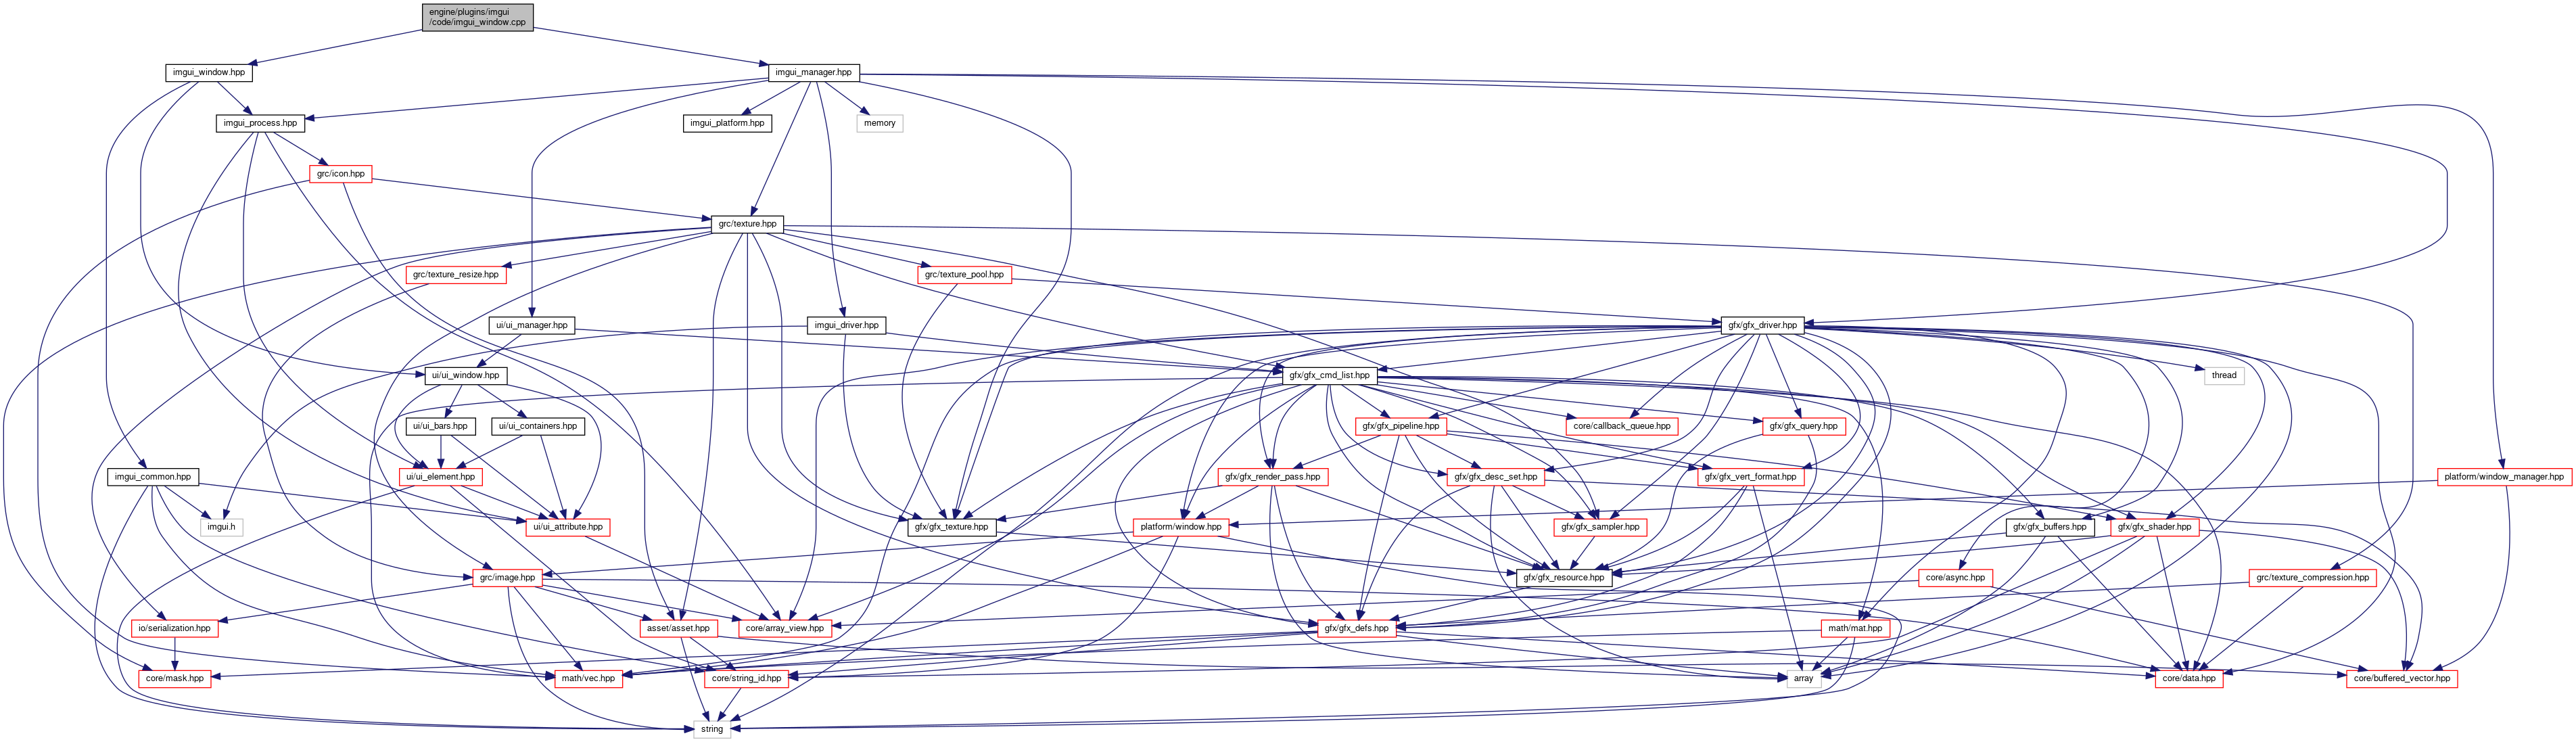 engine/plugins/imgui
/code/imgui_window.cpp
imgui_window.hpp
imgui_manager.hpp
imgui_process.hpp
imgui_platform.hpp
memory
grc/icon.hpp
grc/texture.hpp
grc/texture_resize.hpp
grc/texture_pool.hpp
ui/ui_manager.hpp
imgui_driver.hpp
gfx/gfx_driver.hpp
ui/ui_window.hpp
gfx/gfx_cmd_list.hpp
thread
ui/ui_bars.hpp
ui/ui_containers.hpp
gfx/gfx_pipeline.hpp
core/callback_queue.hpp
gfx/gfx_query.hpp
imgui_common.hpp
ui/ui_element.hpp
gfx/gfx_render_pass.hpp
gfx/gfx_desc_set.hpp
gfx/gfx_vert_format.hpp
platform/window_manager.hpp
imgui.h
ui/ui_attribute.hpp
gfx/gfx_texture.hpp
platform/window.hpp
gfx/gfx_sampler.hpp
gfx/gfx_buffers.hpp
gfx/gfx_shader.hpp
grc/image.hpp
gfx/gfx_resource.hpp
core/async.hpp
grc/texture_compression.hpp
io/serialization.hpp
asset/asset.hpp
core/array_view.hpp
gfx/gfx_defs.hpp
math/mat.hpp
core/mask.hpp
math/vec.hpp
core/string_id.hpp
array
core/data.hpp
core/buffered_vector.hpp
string